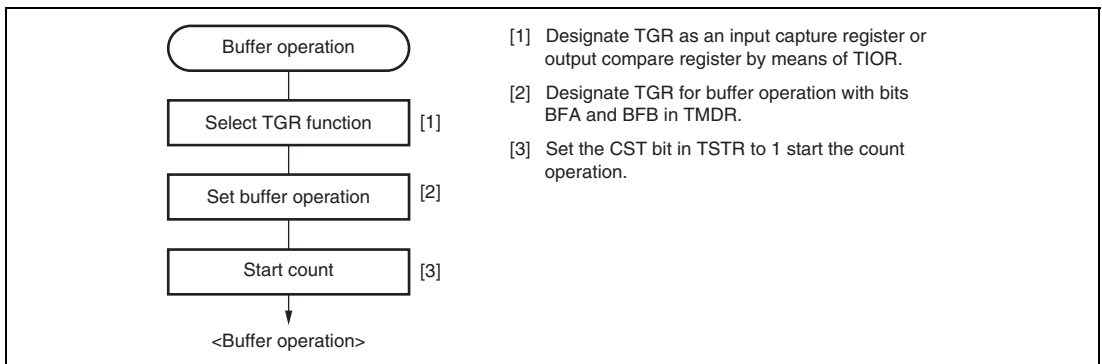 Buffer operation
Select TGR function
[1]
Set buffer operation
[2]
Start count
[3]
<Buffer operation>
[1] Designate TGR as an input capture register or
output compare register by means of TIOR.
[2] Designate TGR for buffer operation with bits
BFA and BFB in TMDR.
[3] Set the CST bit in TSTR to 1 start the count
operation.